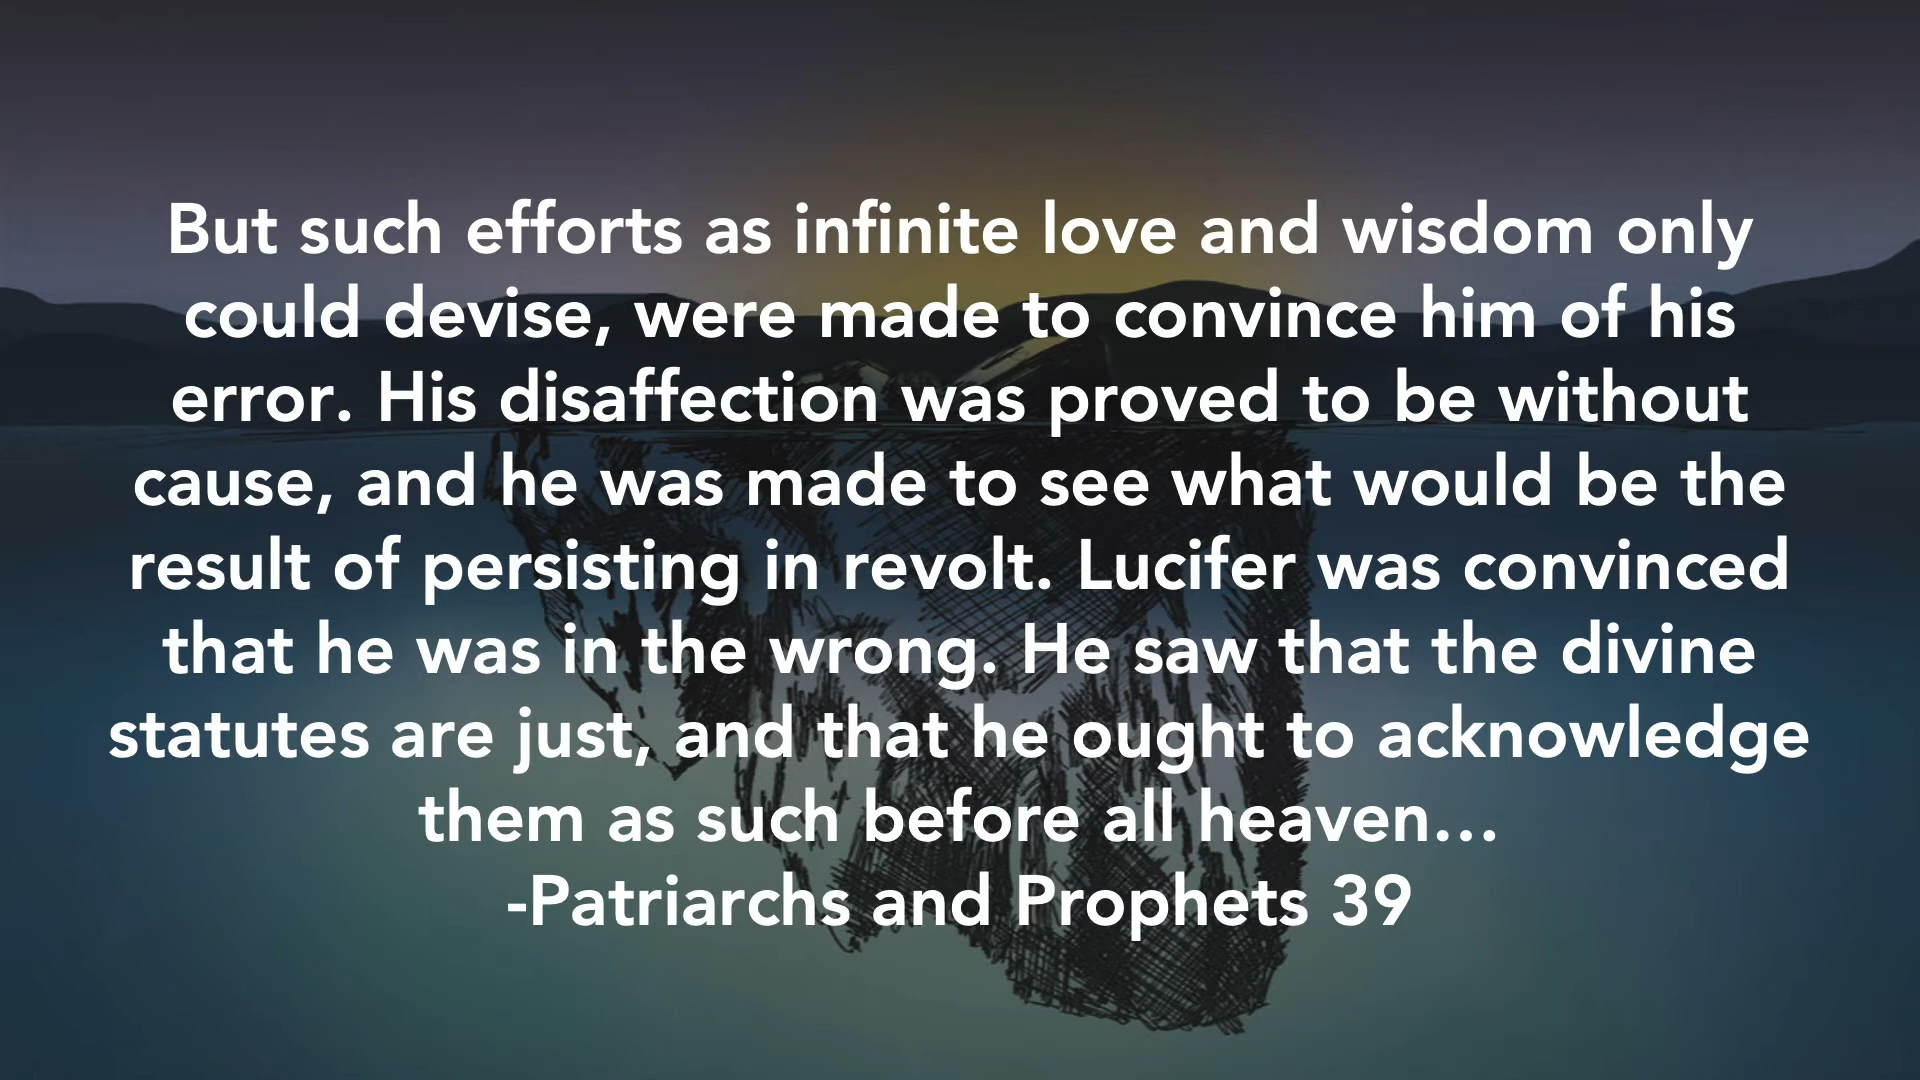 But such efforts as infinite love and wisdom only
could devise, were made to convince him of his
error. His disaffection was proved to be without
cause, and he was made to see what would be the
result of persisting in revolt. Lucifer was convinced
that he was in the wrong. He saw that the divine
statutes are just, and that he ought to acknowledge
them as such before all heaven…
-Patriarchs and Prophets 39